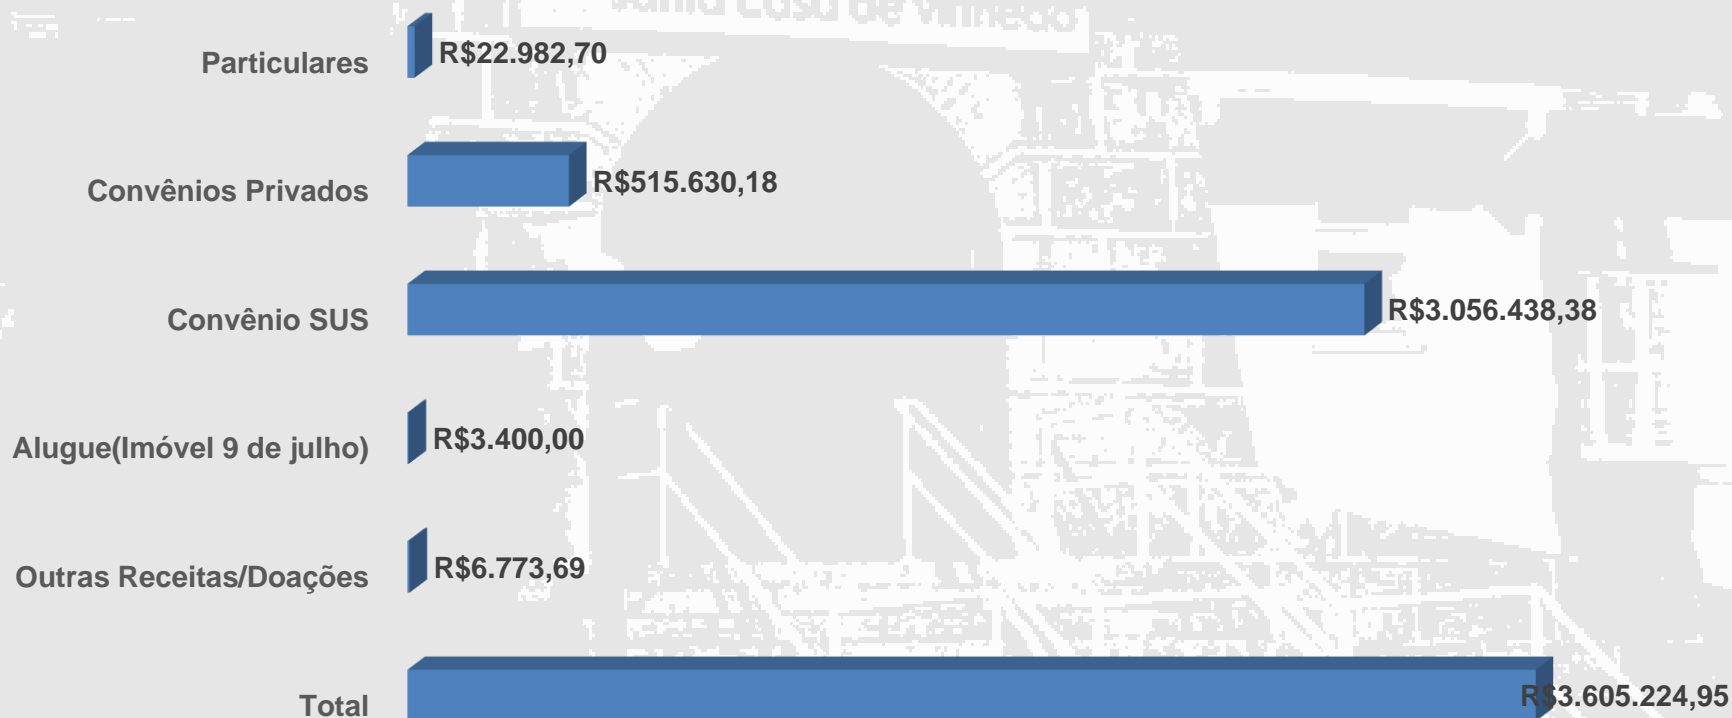 Particulares R$22.982,70
Convênios Privados R$515.630,18
Convênio SUS R$3.056.438,38
Alugue(Imóvel 9 de julho) R$3.400,00
Outras Receitas/Doações R$6.773,69
Total R$3.605.224,95